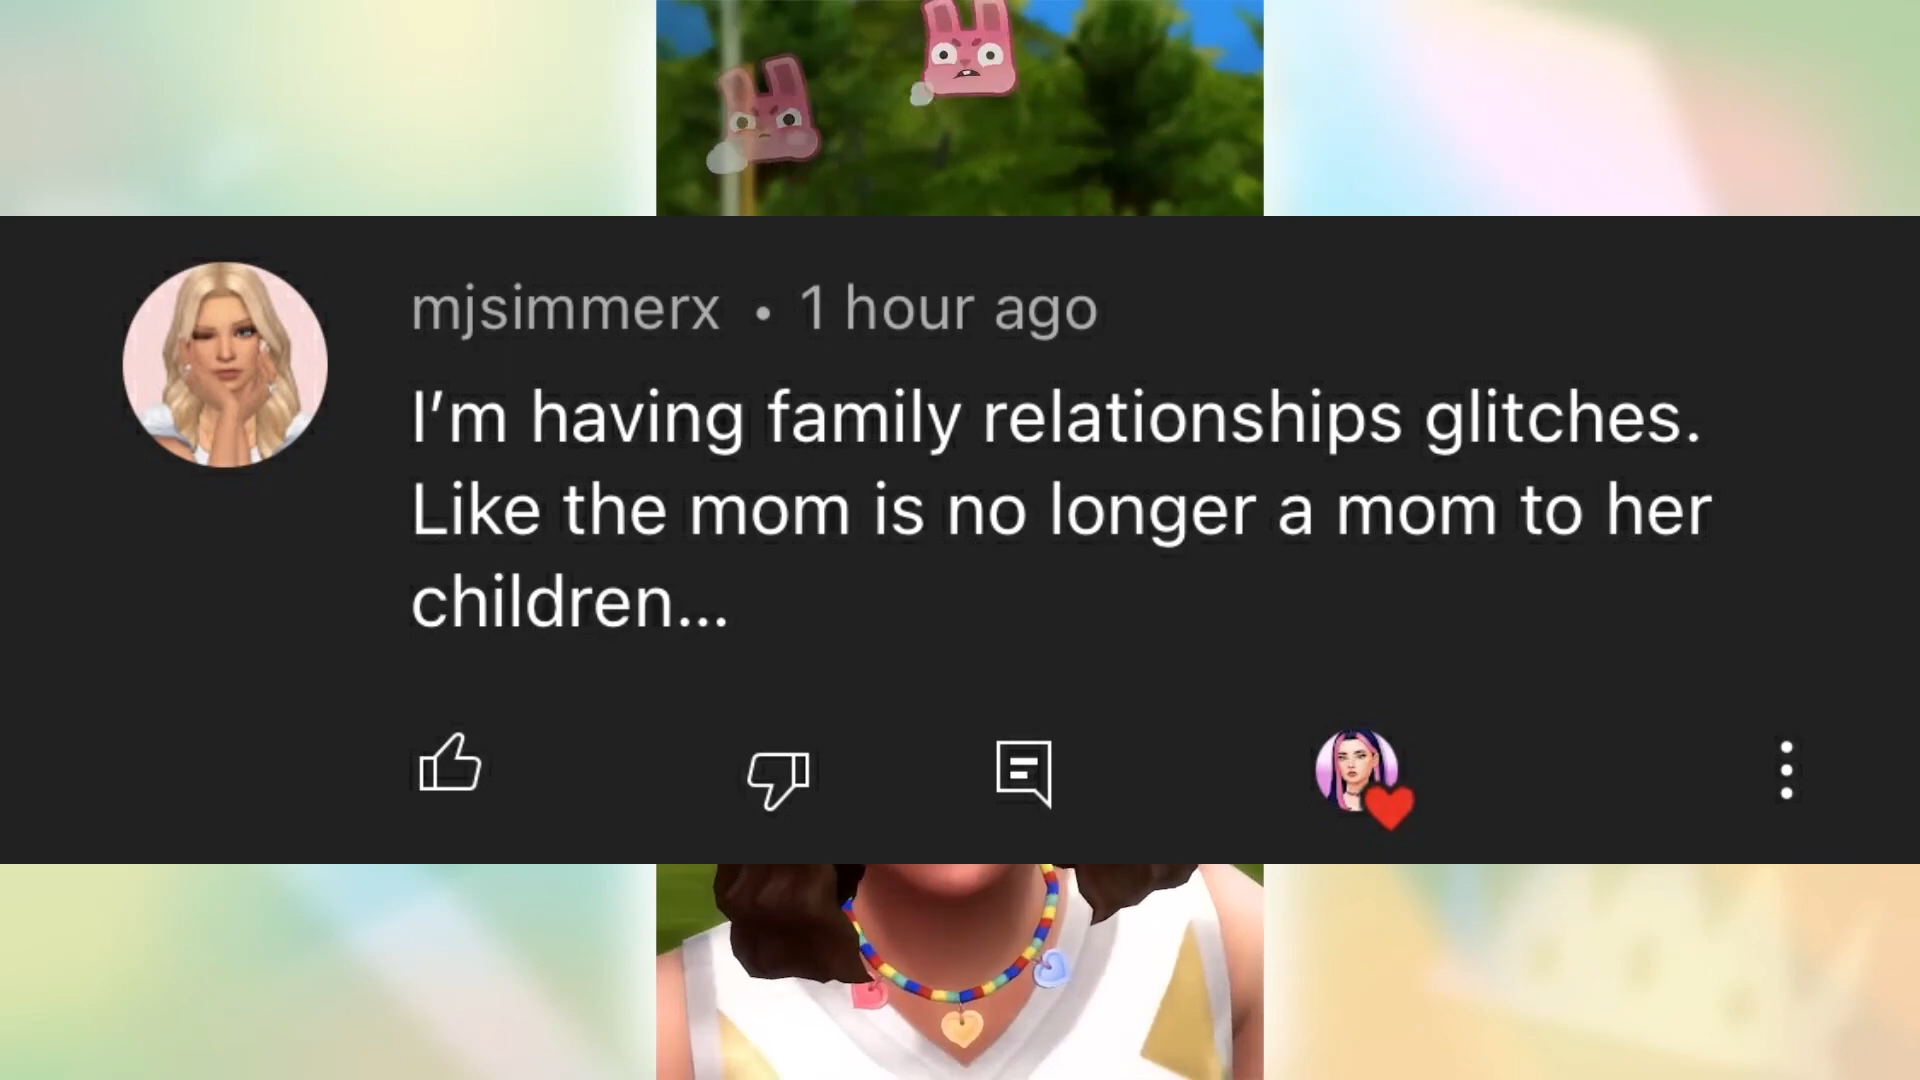 mjsimmerx • 1 hour ago
I’m having family relationships glitches.
Like the mom is no longer a mom to her
children...